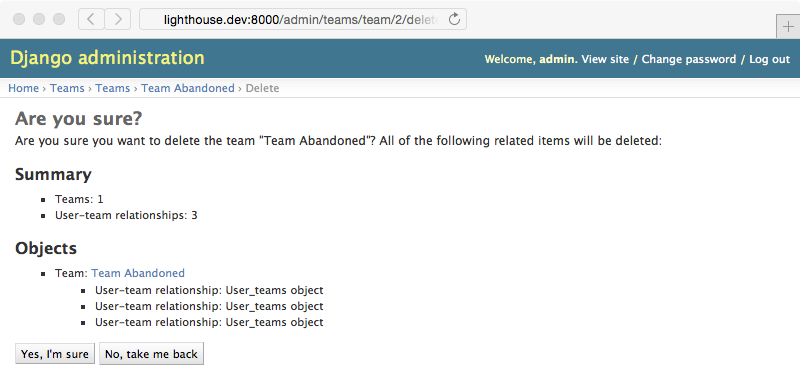 lighthouse.dev:8000/admin/teams/team/2/delet
Django administration
Welcome, admin. View site / Change password / Log out
Home › Teams › Teams › Team Abandoned › Delete
Are you sure?
Are you sure you want to delete the team "Team Abandoned"? All of the following related items will be deleted:
Summary
Teams: 1
User-team relationships: 3
Objects
Team: Team Abandoned
User-team relationship: User_teams object
User-team relationship: User_teams object
User-team relationship: User_teams object
Yes, I'm sure
No, take me back